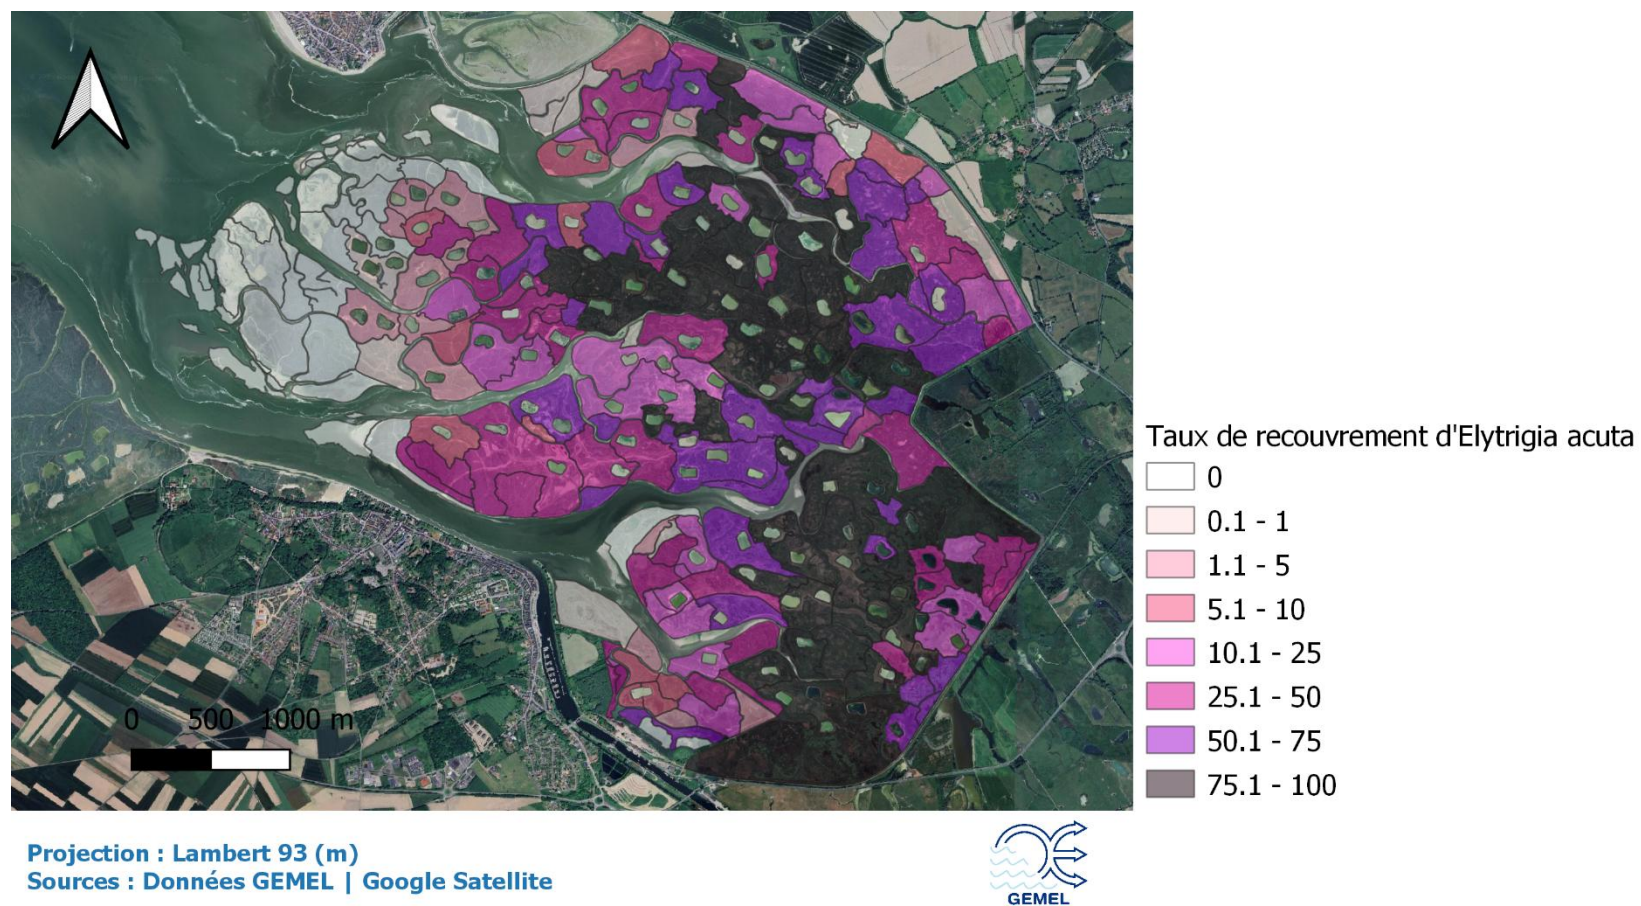 Taux de recouvrement d'Elytrigia acuta
0
0.1 - 1
1.1 - 5
5.1 - 10
10.1 - 25
25.1 - 50
50.1 - 75
75.1 - 100
0 500 1000 m
Projection : Lambert 93 (m)
Sources : Données GEMEL | Google Satellite
GEMEL